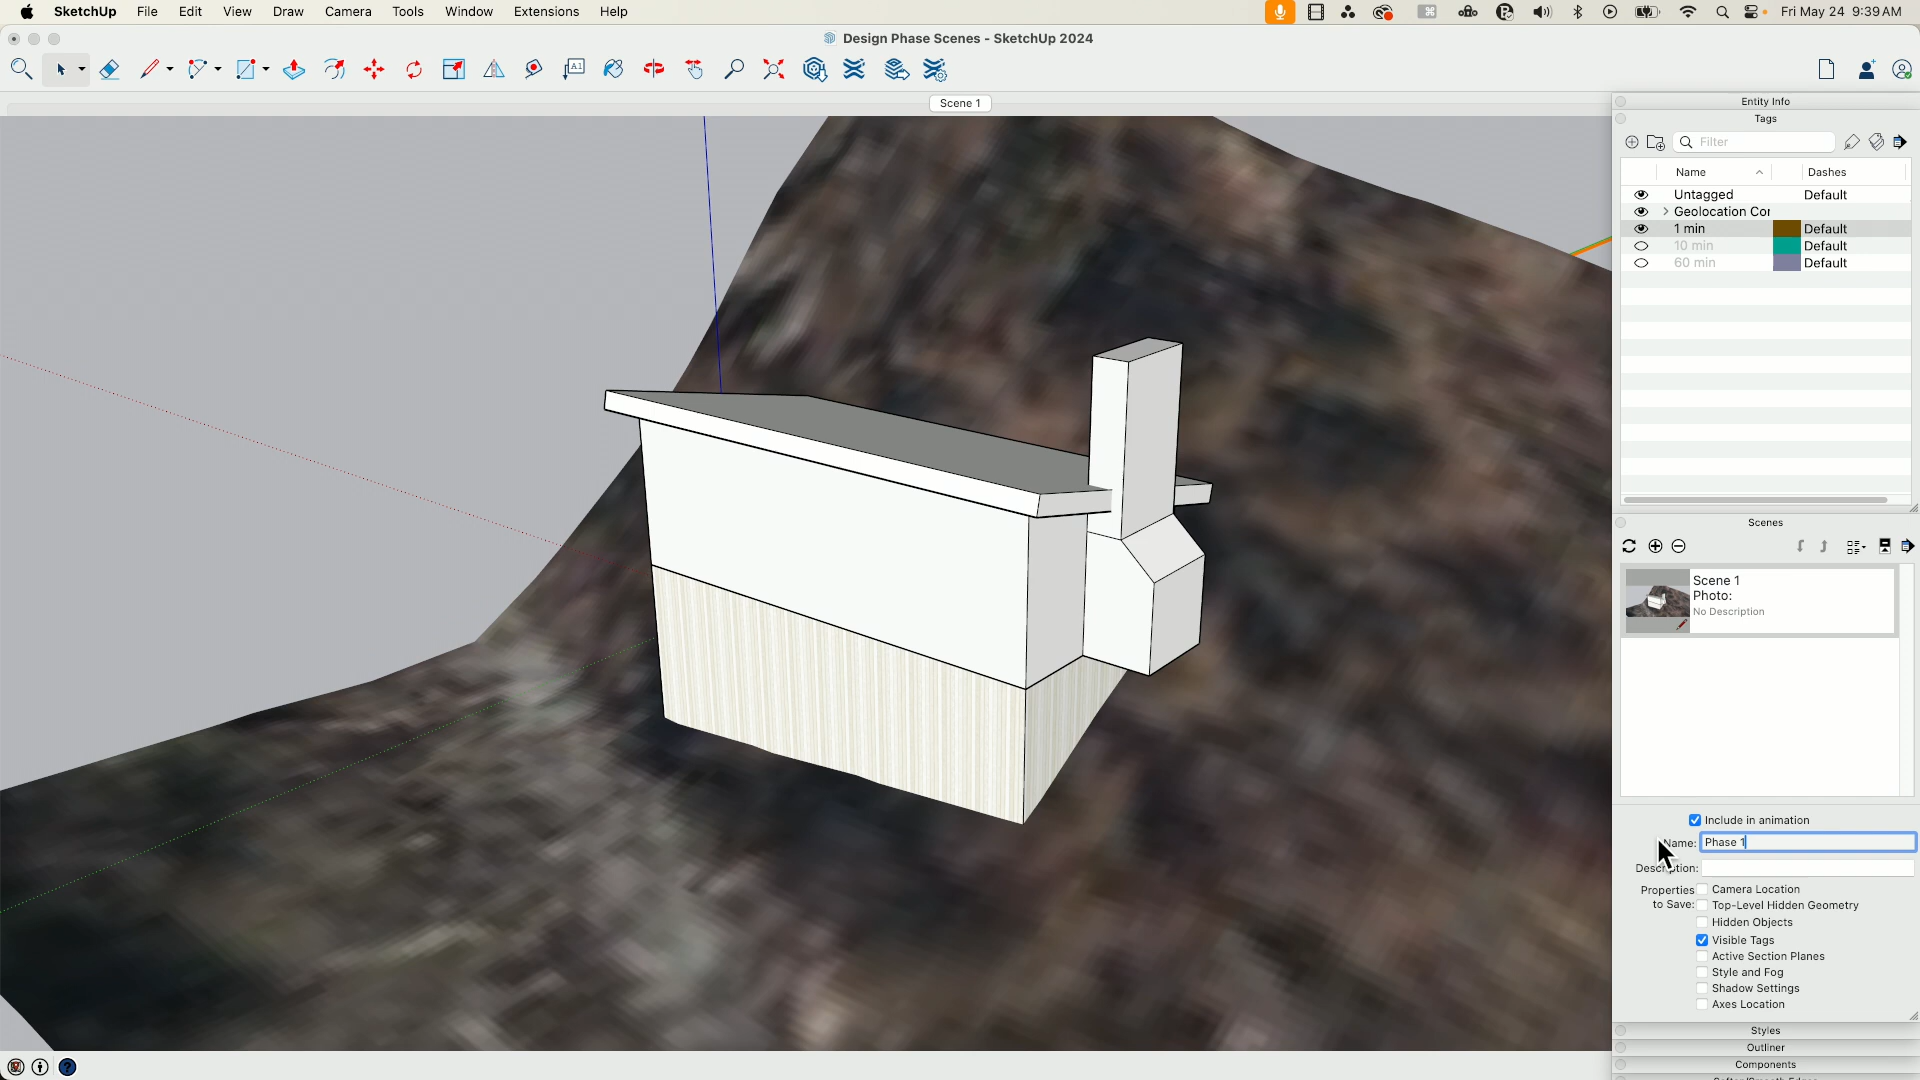 SketchUp File Edit View Draw Camera Tools Window Extensions Help Fri May 24 9:39 AM
Design Phase Scenes - SketchUp 2024
A1
Scene 1
Entity Info
Tags
Filter
Name Dashes
Untagged Default
Geolocation Cor
1 min Default
10 min Default
60 min Default
Scenes
Scene 1
Photo:
No Description
Include in animation
Name: Phase 1
Description:
Properties to Save:
Camera Location
Top-Level Hidden Geometry
Hidden Objects
Visible Tags
Active Section Planes
Style and Fog
Shadow Settings
Axes Location
Styles
Outliner
Components